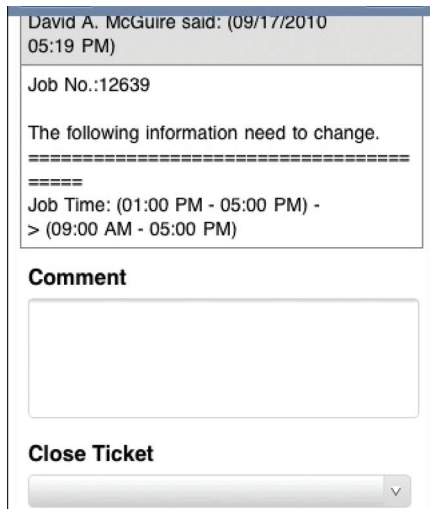 David A. McGuire said: (09/17/2010
05:19 PM)
Job No.:12639
The following information need to change.
===================================
=====
Job Time: (01:00 PM - 05:00 PM) -
> (09:00 AM - 05:00 PM)
Comment
Close Ticket